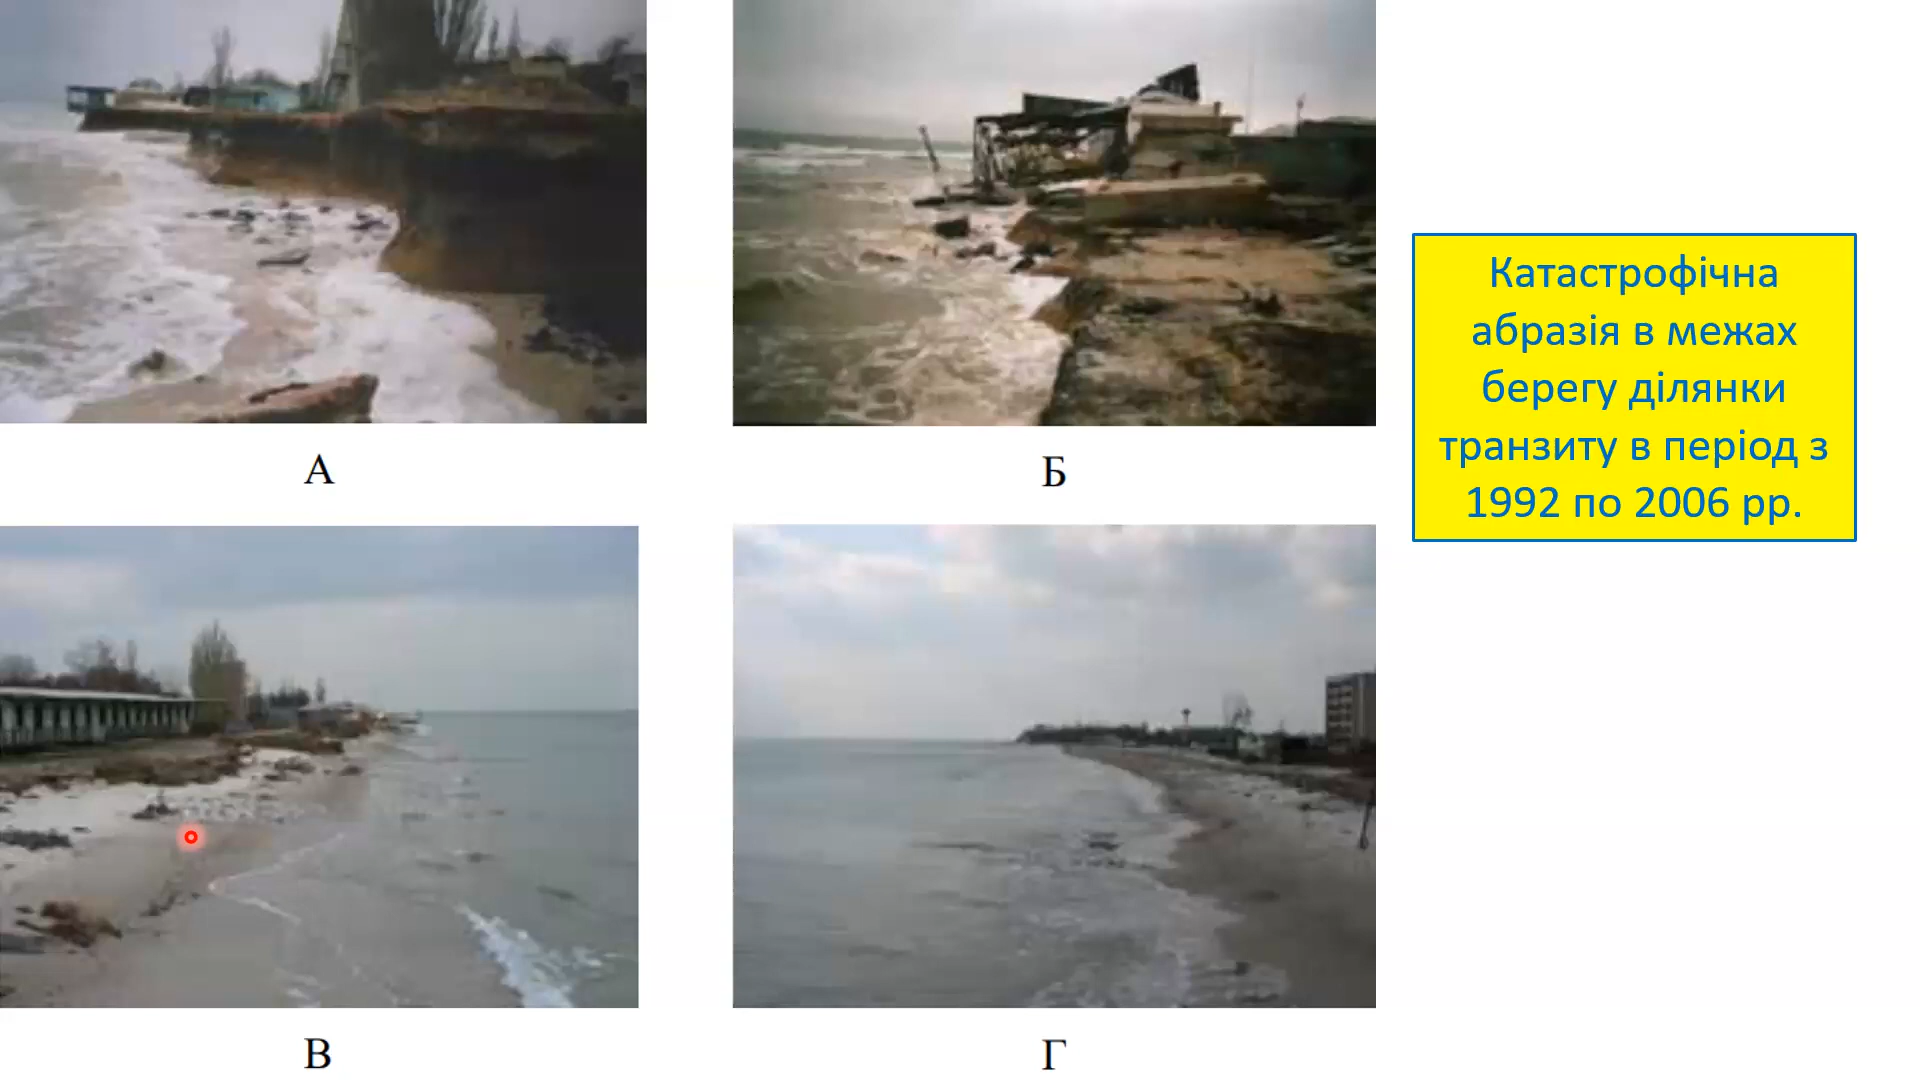 А
Б
Катастрофічна
абразія в межах
берегу ділянки
транзиту в період з
1992 по 2006 рр.
В
Г